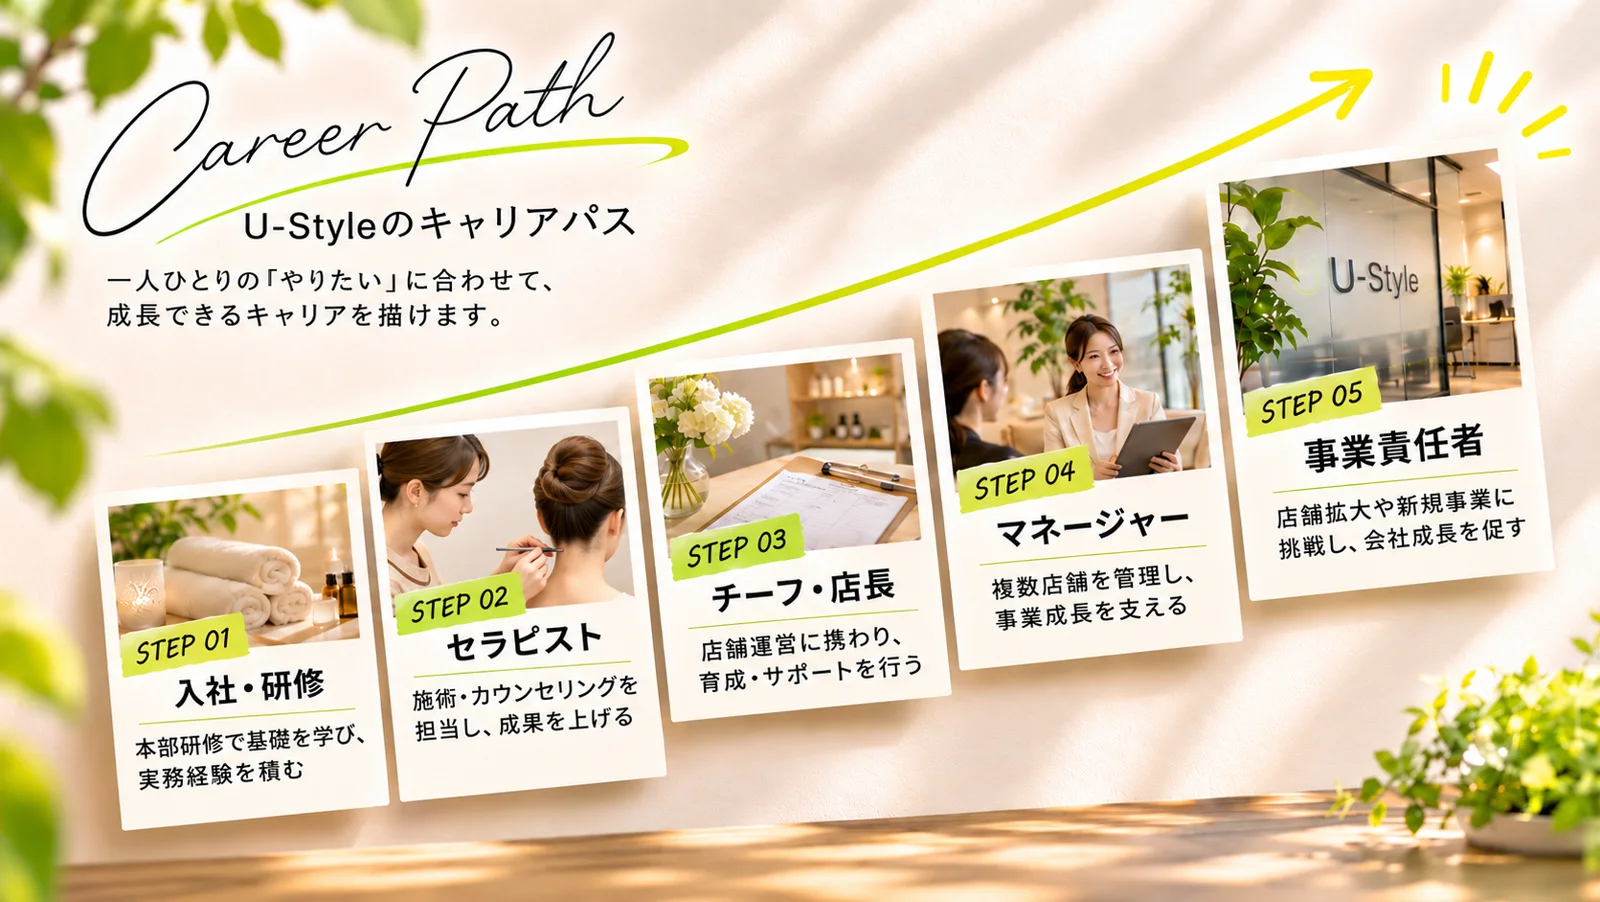 Career Path
U-Styleのキャリアパス
一人ひとりの「やりたい」に合わせて、
成長できるキャリアを描けます。
STEP 01
入社・研修
本部研修で基礎を学び、
実務経験を積む
STEP 02
セラピスト
施術・カウンセリングを
担当し、成果を上げる
STEP 03
チーフ・店長
店舗運営に携わり、
育成・サポートを行う
STEP 04
マネージャー
複数店舗を管理し、
事業成長を支える
U-Style
STEP 05
事業責任者
店舗拡大や新規事業に
挑戦し、会社成長を促す